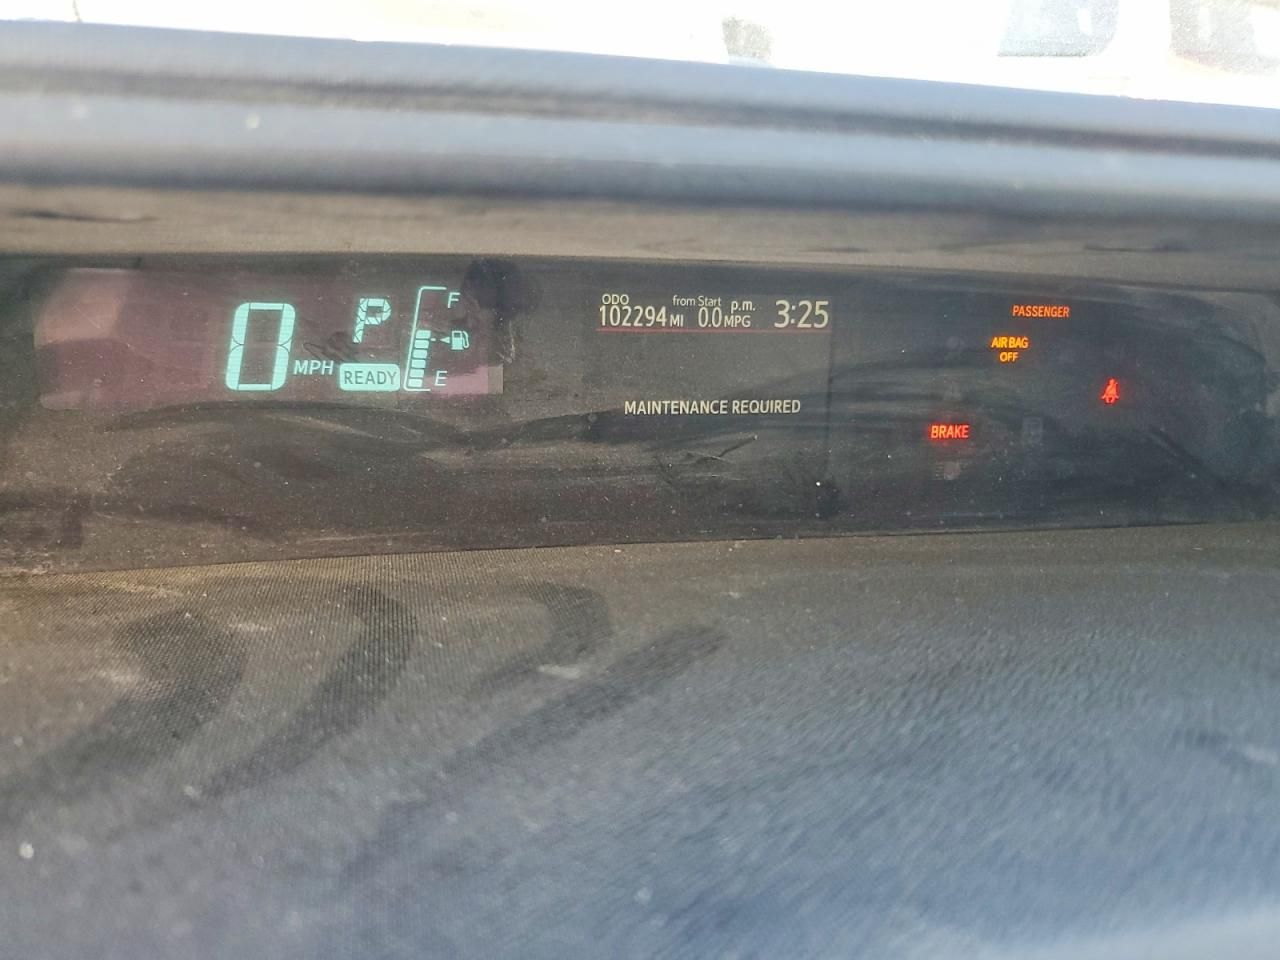 0 MPH
P
READY
F
E
ODO
102294 MI
from Start
0.0 MPG
p.m.
3:25
MAINTENANCE REQUIRED
PASSENGER
AIR BAG
OFF
BRAKE